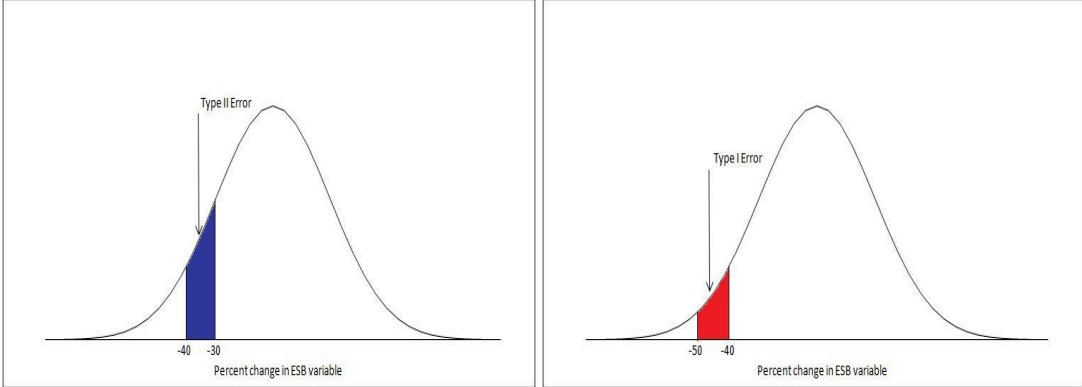 Type II Error
-40 -30
Percent change in ESB variable
Type I Error
-50 -40
Percent change in ESB variable